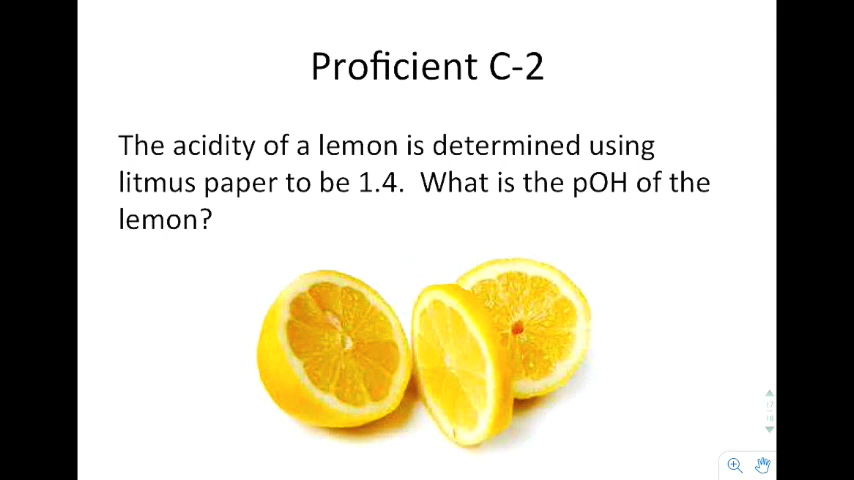 Proficient C-2
The acidity of a lemon is determined using
litmus paper to be 1.4.  What is the pOH of the
lemon?